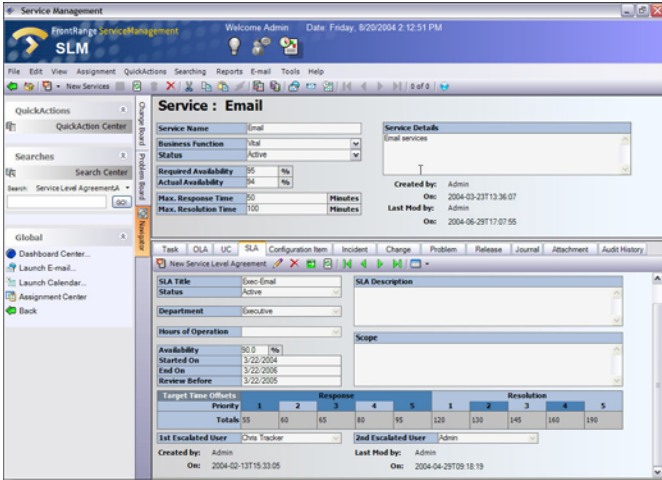 Service Management
FrontRange ServiceManagement
SLM
Welcome Admin Date: Friday, 8/20/2004 2:12:51 PM
File Edit View Assignment QuickActions Searching Reports E-mail Tools Help
New Services
0 of 0
QuickActions
QuickAction Center
Searches
Search Center
Search: Service Level AgreementA
GO
Global
Dashboard Center...
Launch E-mail...
Launch Calendar...
Assignment Center
Back
Change Board
Problem Board
Navigator
Service : Email
Service Name Email
Business Function Vital
Status Active
Required Availability 95 %
Actual Availability 94 %
Max. Response Time 50 Minutes
Max. Resolution Time 100 Minutes
Service Details
Email services
Created by: Admin
On: 2004-03-23T13:36:07
Last Mod by: Admin
On: 2004-06-29T17:07:55
Task OLA UC SLA Configuration Item Incident Change Problem Release Journal Attachment Audit History
New Service Level Agreement
SLA Title Exec-Email
Status Active
Department Executive
Hours of Operation
Availability 90.0 %
Started On 3/22/2004
End On 3/22/2006
Review Before 3/22/2005
SLA Description
Scope
Target Time Offsets Response Resolution
Priority 1 2 3 4 5 1 2 3 4 5
Totals 55 60 65 80 95 120 130 145 160 190
1st Escalated User Chris Tracker 2nd Escalated User Admin
Created by: Admin Last Mod by: Admin
On: 2004-02-13T15:33:05 On: 2004-04-29T09:18:19